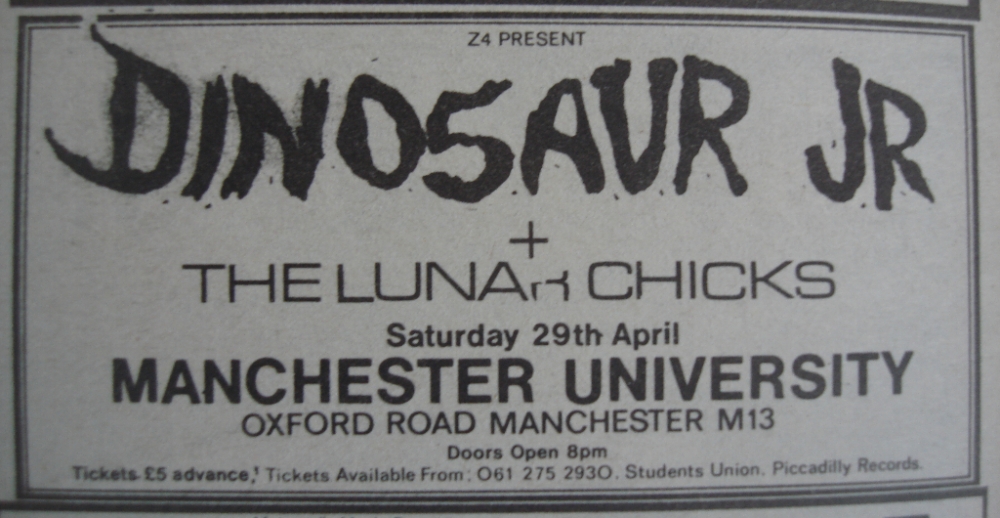 Z4 PRESENT
DINOSAUR JR
+
THE LUNAR CHICKS
Saturday 29th April
MANCHESTER UNIVERSITY
OXFORD ROAD MANCHESTER M13
Doors Open 8pm
Tickets £5 advance, Tickets Available From: 061 275 2930. Students Union. Piccadilly Records.